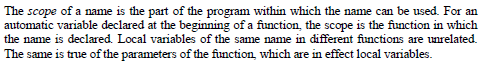 The scope of a name is the part of the program within which the name can be used. For an
automatic variable declared at the beginning of a function, the scope is the function in which
the name is declared. Local variables of the same name in different functions are unrelated.
The same is true of the parameters of the function, which are in effect local variables.